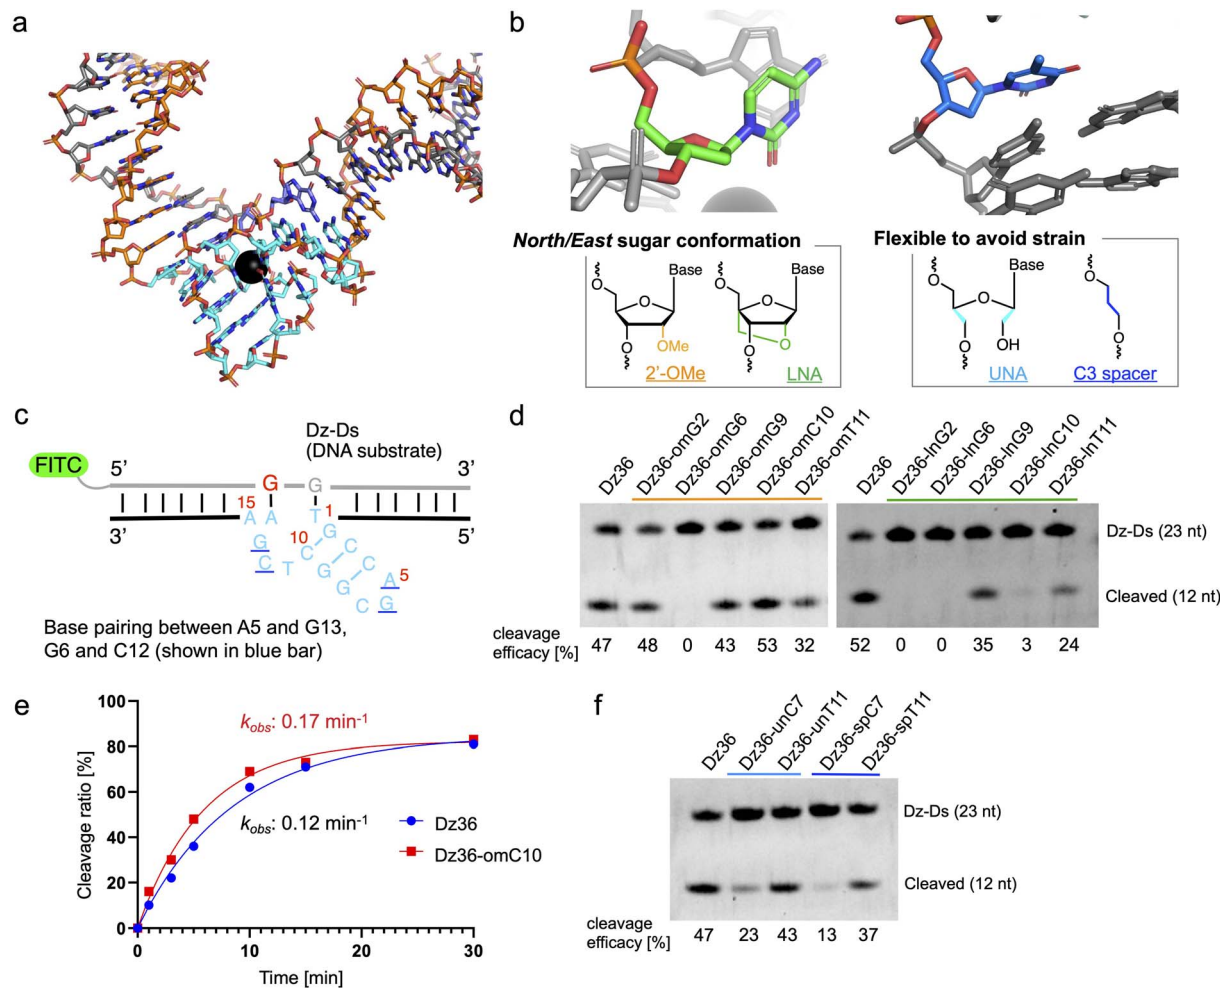 a
b
North/East sugar conformation
Base
Base
OMe
OH
2'-OMe
LNA
Flexible to avoid strain
Base
UNA
C3 spacer
c
Dz-Ds
(DNA substrate)
FITC
5'
3'
G
G
15
A
A
T
1
3'
5'
G
10
G
C
C
C
T
C
G
A
5
G
C
G
Base pairing between A5 and G13,
G6 and C12 (shown in blue bar)
d
Dz36
Dz36-omG2
Dz36-omG6
Dz36-omG9
Dz36-omC10
Dz36-omT11
Dz36
Dz36-lnG2
Dz36-lnG6
Dz36-lnG9
Dz36-lnC10
Dz36-lnT11
Dz-Ds (23 nt)
Cleaved (12 nt)
cleavage
efficacy [%]
47 48 0 43 53 32
52 0 0 35 3 24
e
Cleavage ratio [%]
100
80
60
40
20
0
kobs: 0.17 min-1
kobs: 0.12 min-1
Dz36
Dz36-omC10
0 10 20 30
Time [min]
f
Dz36
Dz36-unC7
Dz36-unT11
Dz36-spC7
Dz36-spT11
Dz-Ds (23 nt)
Cleaved (12 nt)
cleavage
efficacy [%]
47 23 43 13 37
O
O
O
O
O
O
O
O
O
O
O
O
O